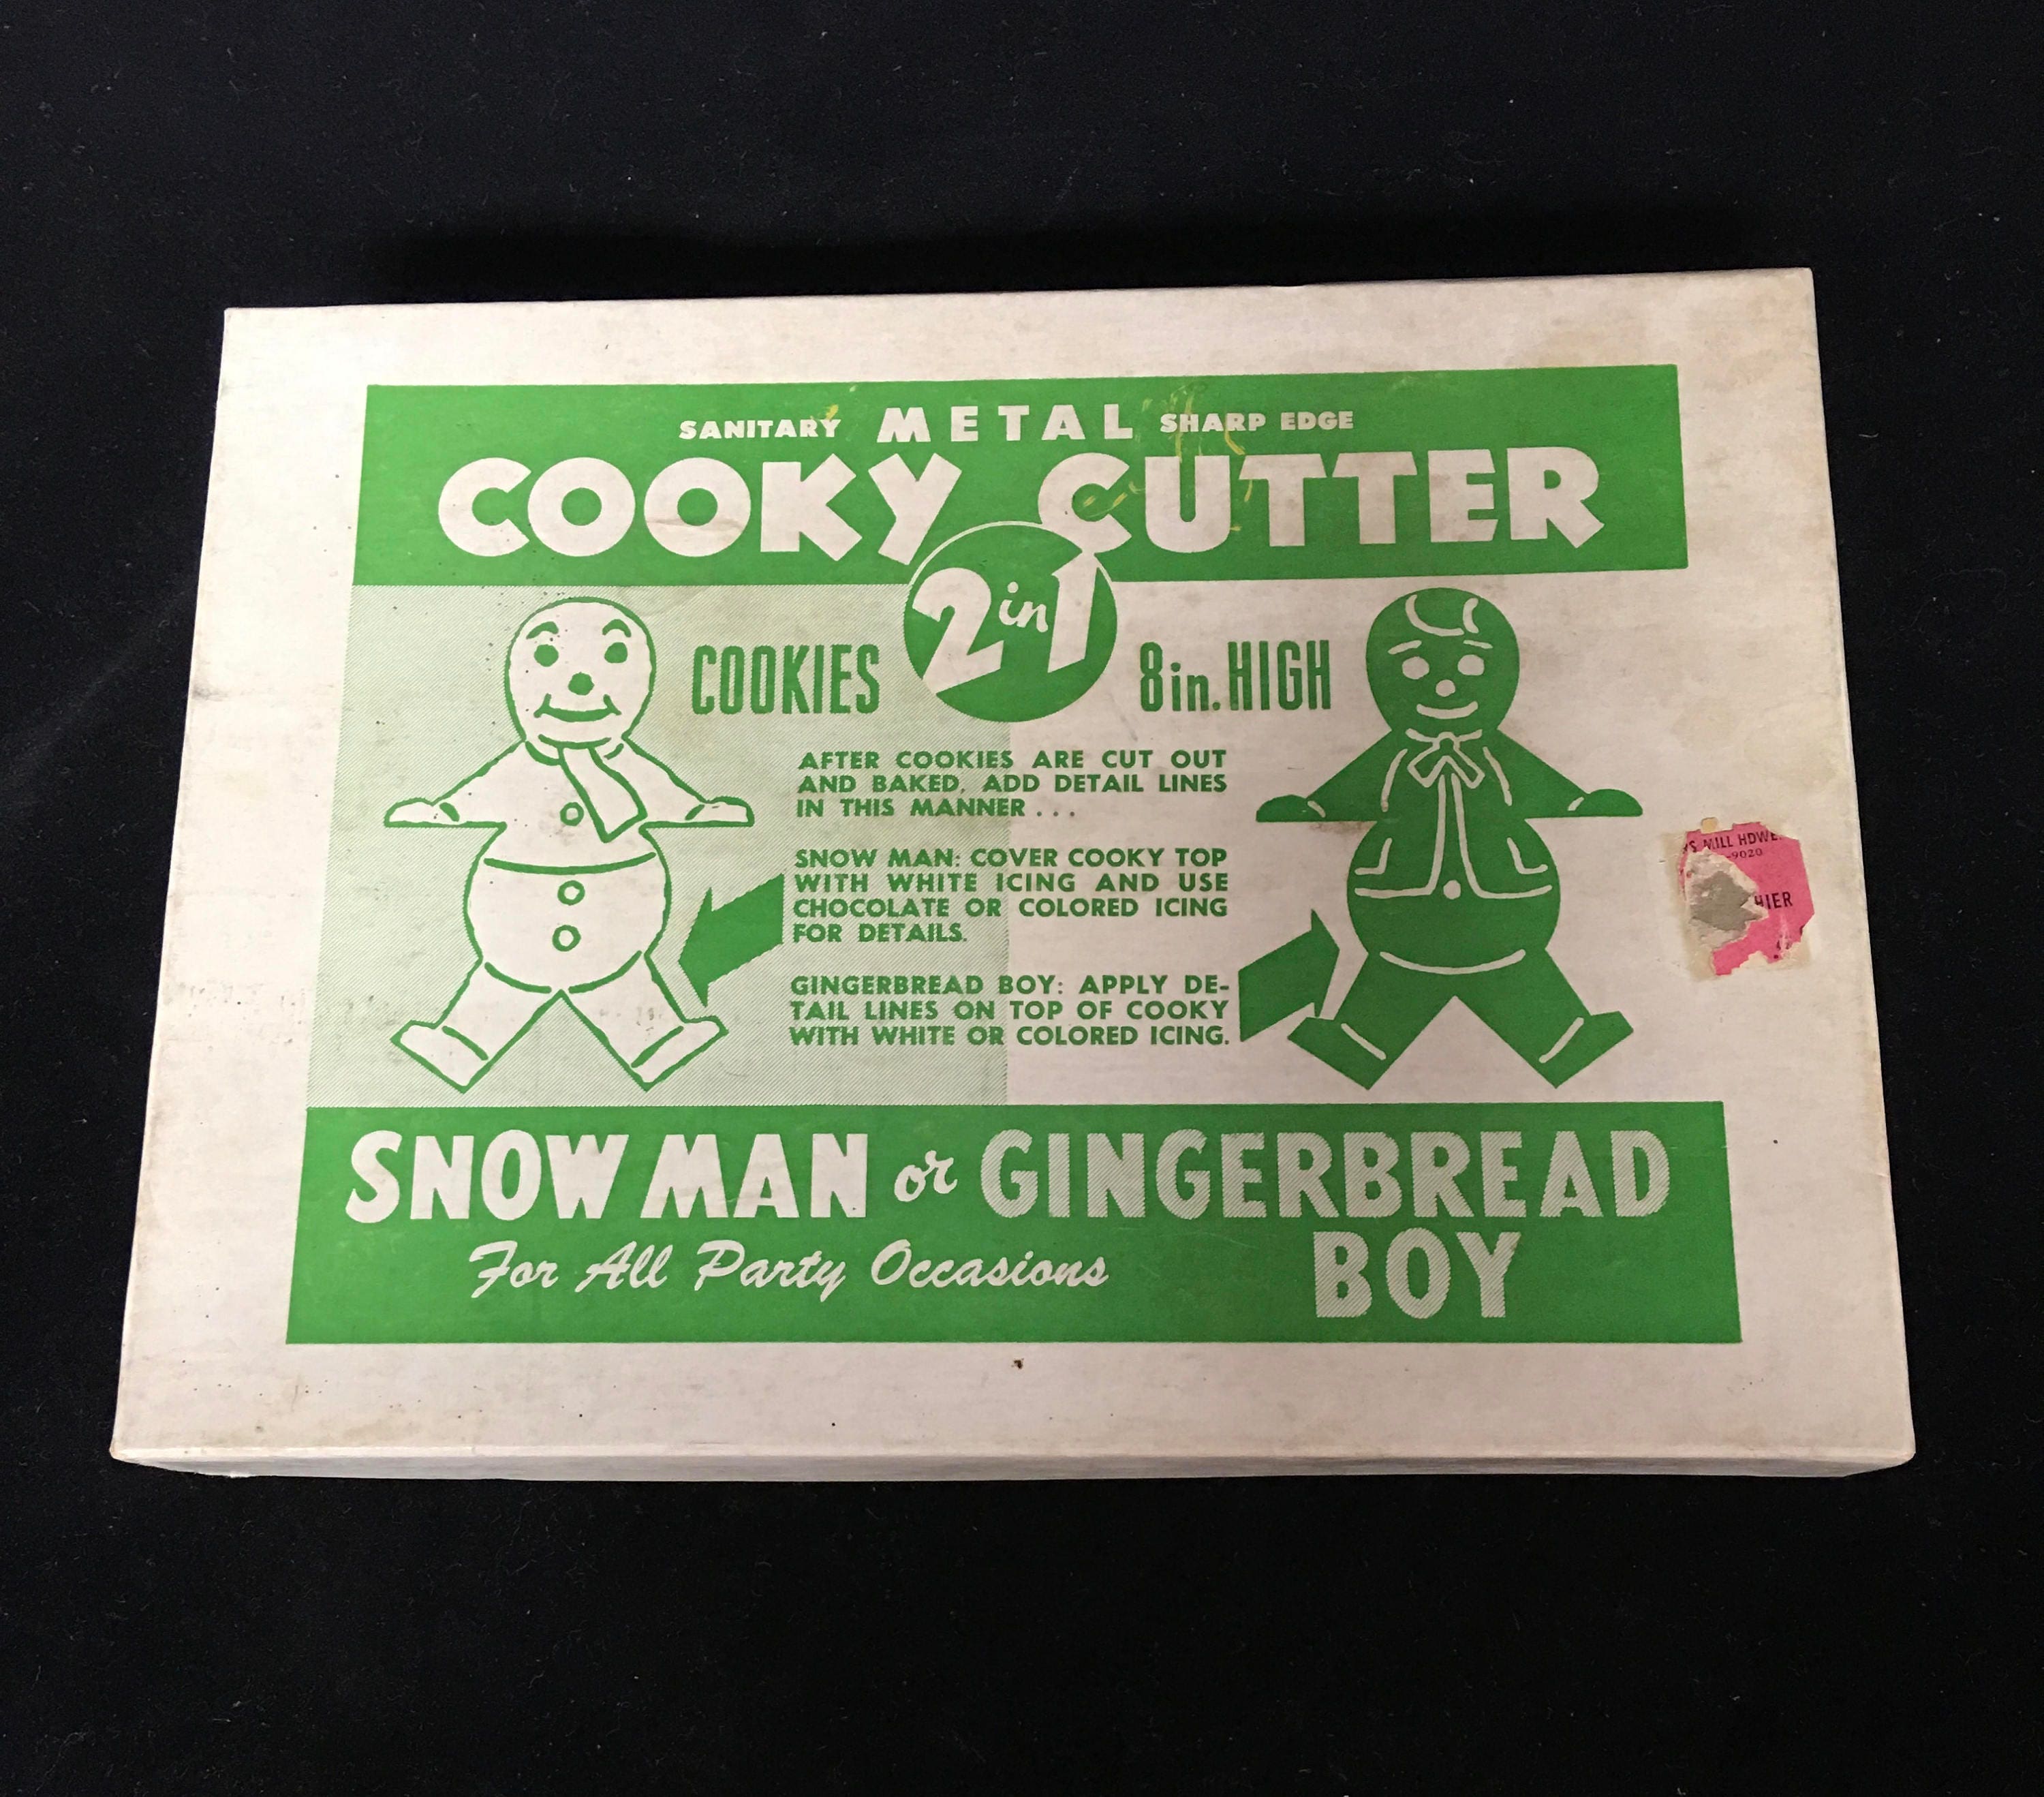 SANITARY METAL SHARP EDGE
COOKY CUTTER
2 in 1
COOKIES 8 in. HIGH
AFTER COOKIES ARE CUT OUT
AND BAKED, ADD DETAIL LINES
IN THIS MANNER...
SNOW MAN: COVER COOKY TOP
WITH WHITE ICING AND USE
CHOCOLATE OR COLORED ICING
FOR DETAILS.
GINGERBREAD BOY: APPLY DE-
TAIL LINES ON TOP OF COOKY
WITH WHITE OR COLORED ICING.
SNOW MAN or GINGERBREAD
BOY
For All Party Occasions
MILL HDWE.
-9020